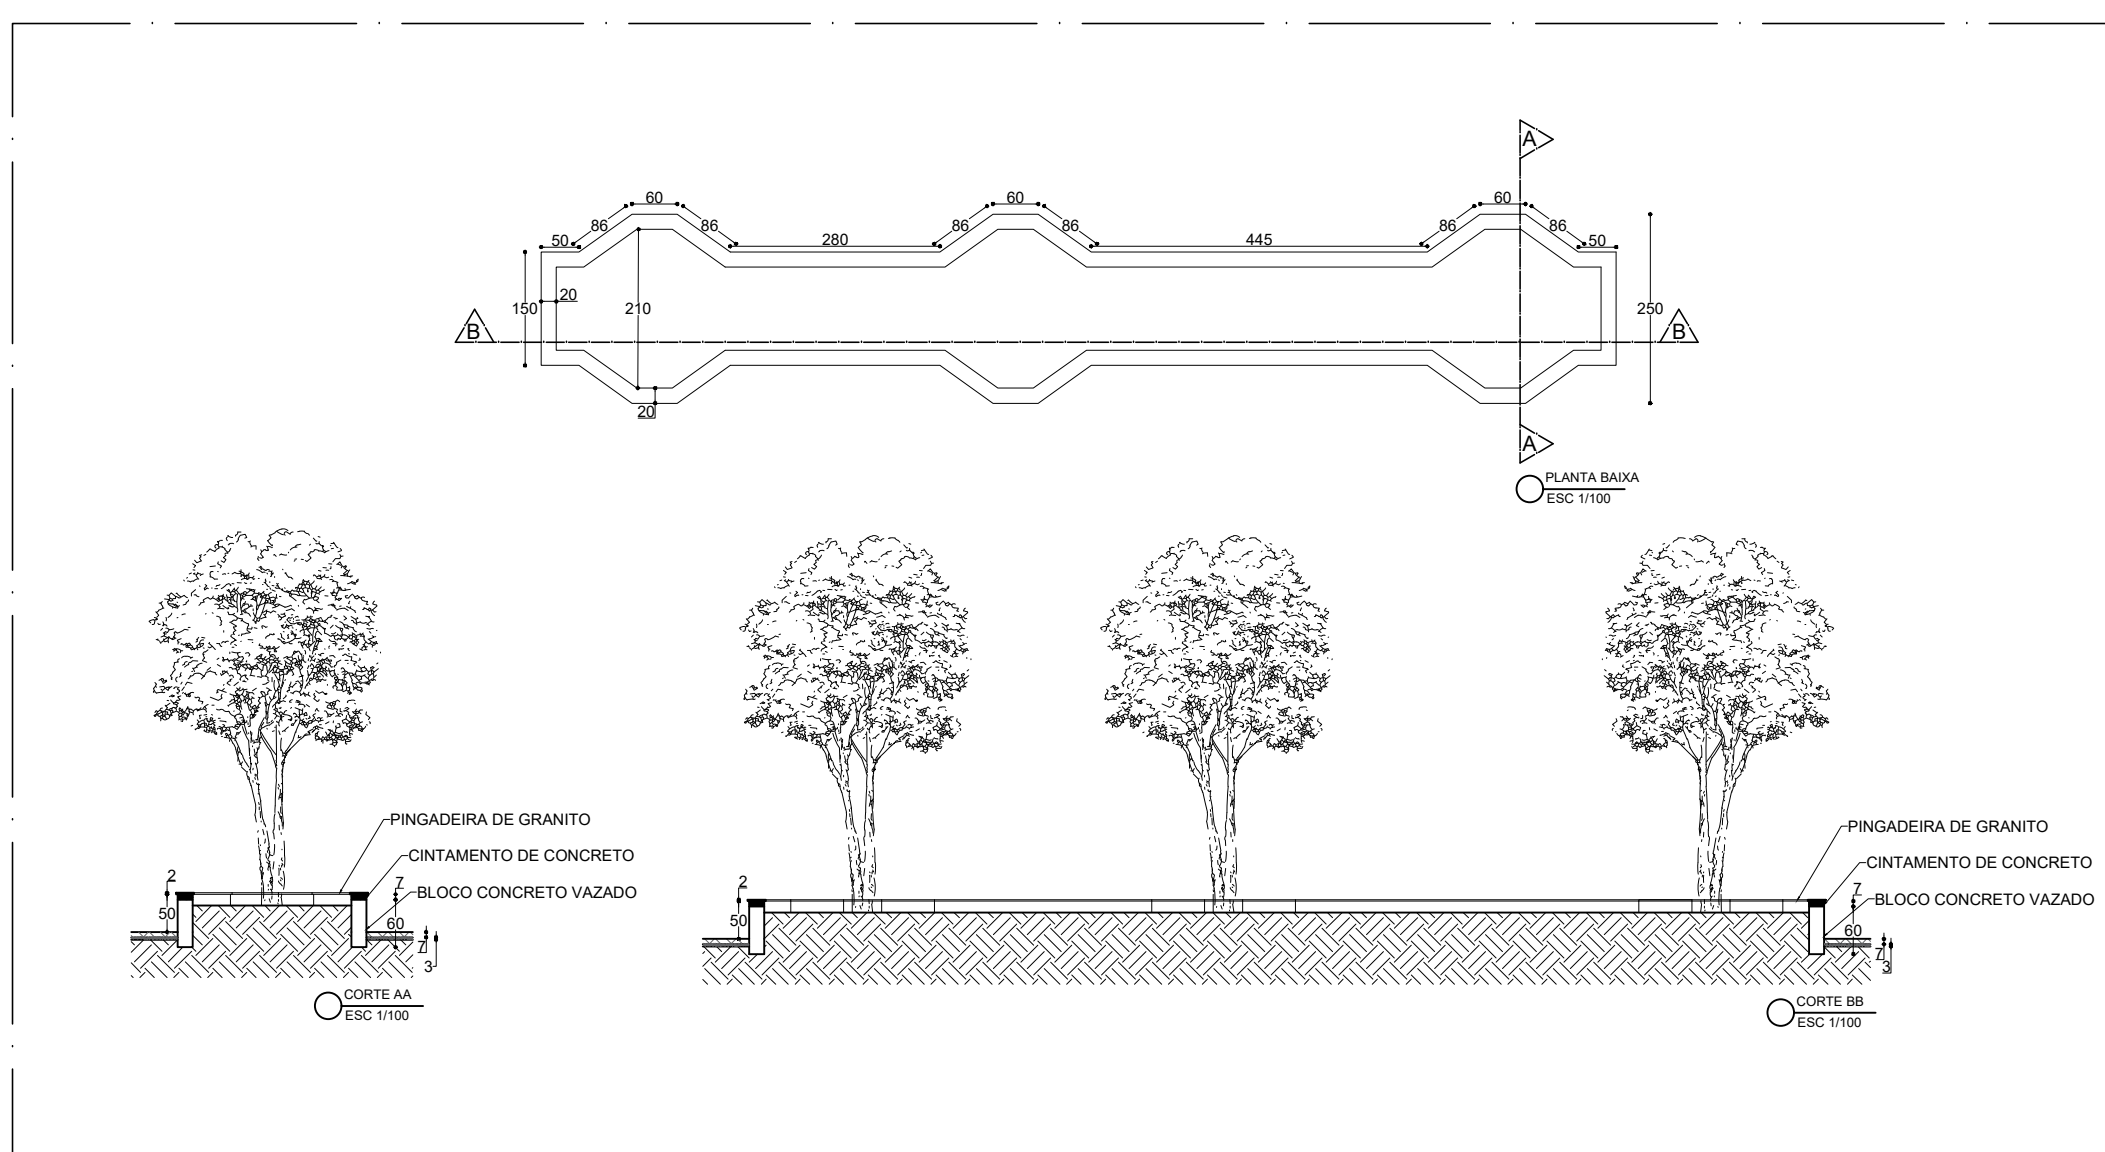 A
60
60
60
86
86
86
86
86
86
50
280
445
50
150
20
210
250
B
B
20
A
PLANTA BAIXA
ESC 1/100
PINGADEIRA DE GRANITO
CINTAMENTO DE CONCRETO
BLOCO CONCRETO VAZADO
2
50
7
60
7
3
CORTE AA
ESC 1/100
PINGADEIRA DE GRANITO
CINTAMENTO DE CONCRETO
BLOCO CONCRETO VAZADO
2
50
7
60
7
3
CORTE BB
ESC 1/100